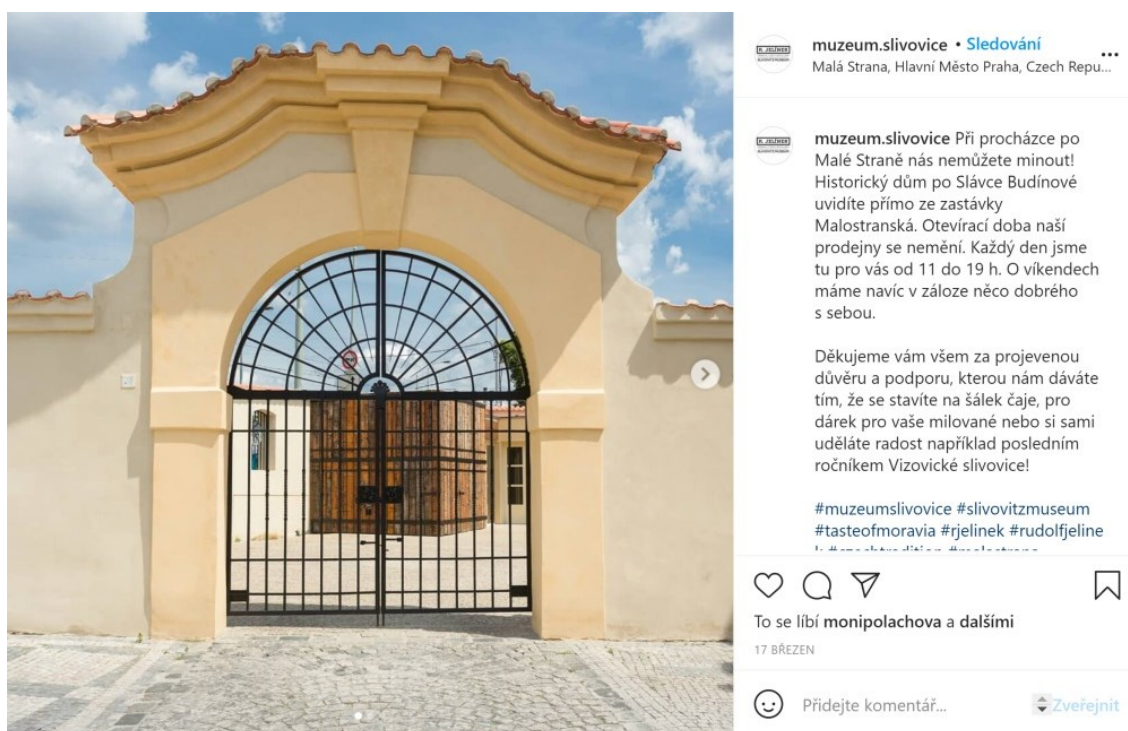 muzeum.slivovice • Sledování
Malá Strana, Hlavní Město Praha, Czech Repu...
R. JELÍNEK
muzeum.slivovice Při procházce po
Malé Straně nás nemůžete minout!
Historický dům po Slávce Budínové
uvidíte přímo ze zastávky
Malostranská. Otevírací doba naší
prodejny se nemění. Každý den jsme
tu pro vás od 11 do 19 h. O víkendech
máme navíc v záloze něco dobrého
s sebou.
Děkujeme vám všem za projevenou
důvěru a podporu, kterou nám dáváte
tím, že se stavíte na šálek čaje, pro
dárek pro vaše milované nebo si sami
uděláte radost například posledním
ročníkem Vizovické slivovice!
#muzeumslivovice #slivovitzmuseum
#tasteofmoravia #rjelinek #rudolfjeline
k #czechtradition #malastrana
To se líbí monipolachova a dalšími
17 BŘEZEN
Přidejte komentář...
Zveřejnit